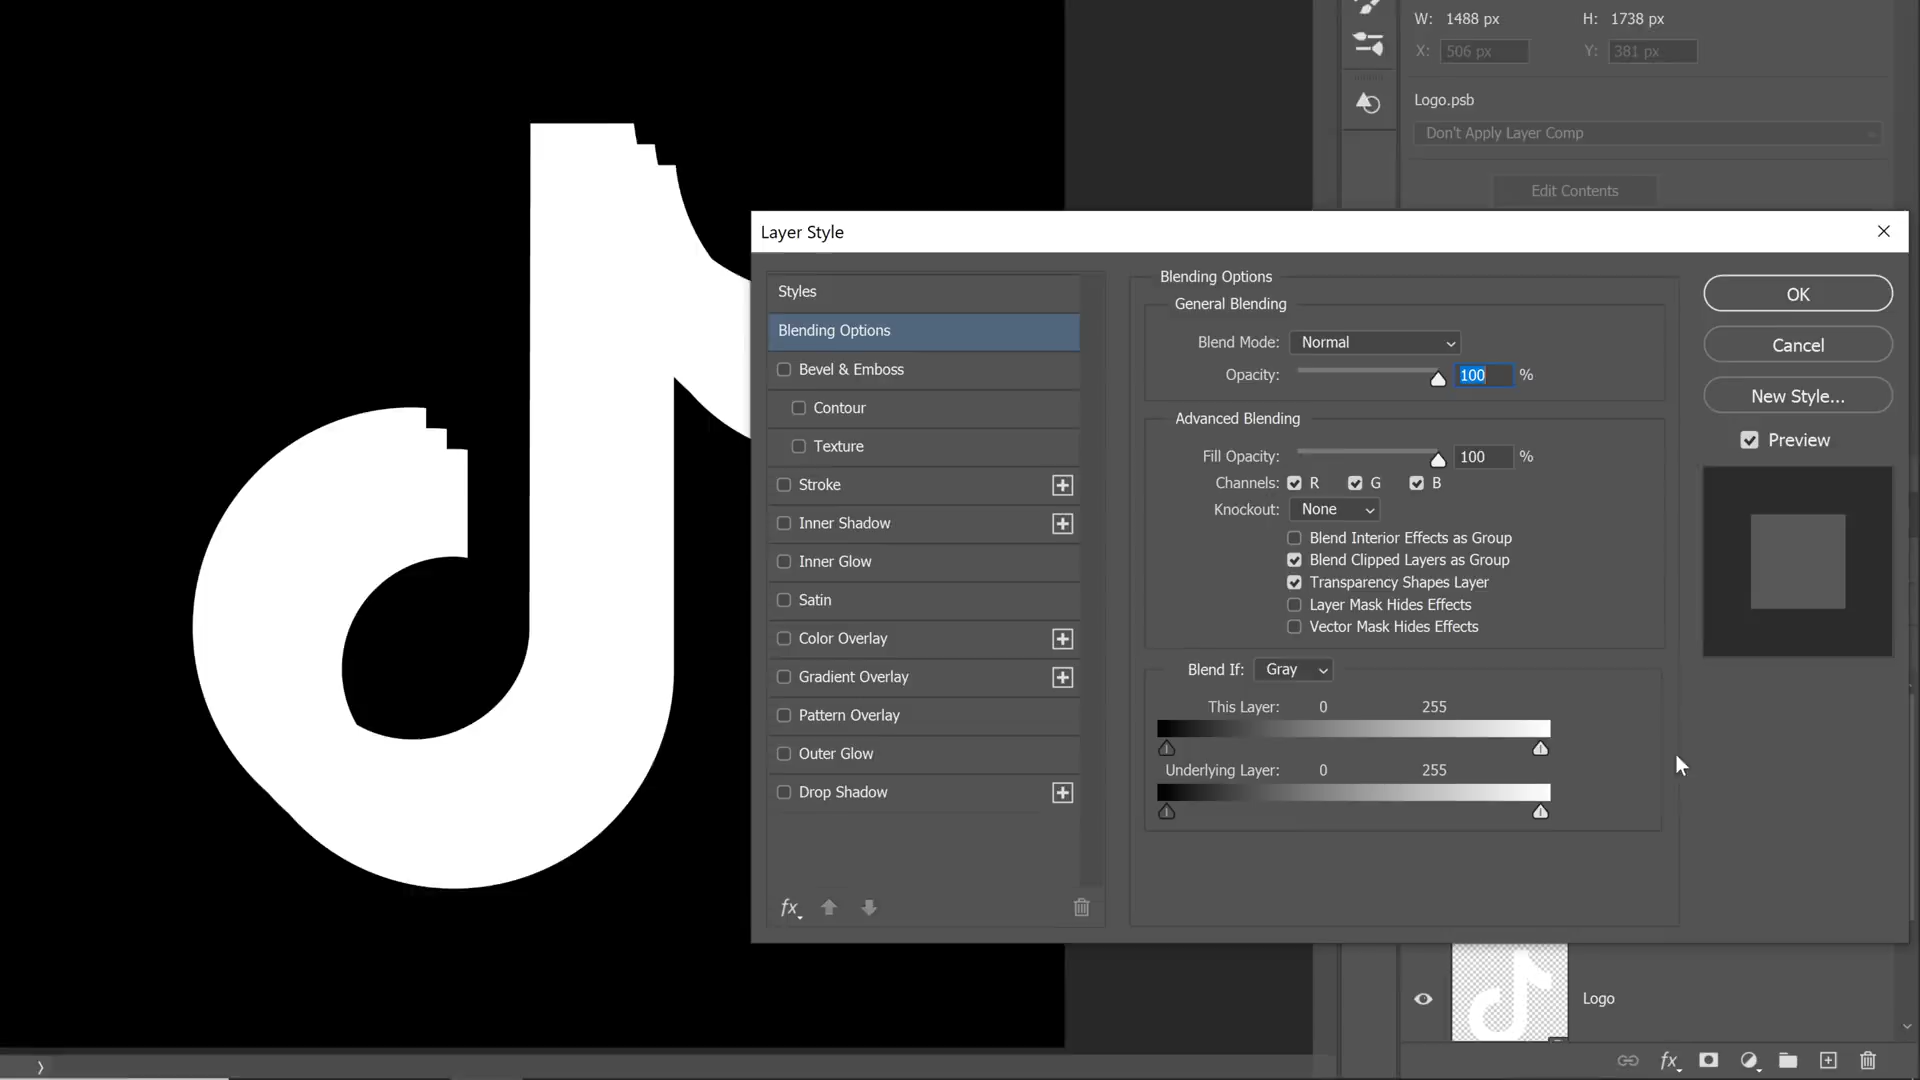 W: 1488 px H: 1738 px
X: 506 px Y: 381 px
Logo.psb
Don't Apply Layer Comp
Edit Contents
Layer Style
Styles
Blending Options
Bevel & Emboss
Contour
Texture
Stroke
Inner Shadow
Inner Glow
Satin
Color Overlay
Gradient Overlay
Pattern Overlay
Outer Glow
Drop Shadow
fx
Blending Options
General Blending
Blend Mode: Normal
Opacity: 100 %
Advanced Blending
Fill Opacity: 100 %
Channels: R G B
Knockout: None
Blend Interior Effects as Group
Blend Clipped Layers as Group
Transparency Shapes Layer
Layer Mask Hides Effects
Vector Mask Hides Effects
Blend If: Gray
This Layer: 0 255
Underlying Layer: 0 255
OK
Cancel
New Style...
Preview
Logo
fx